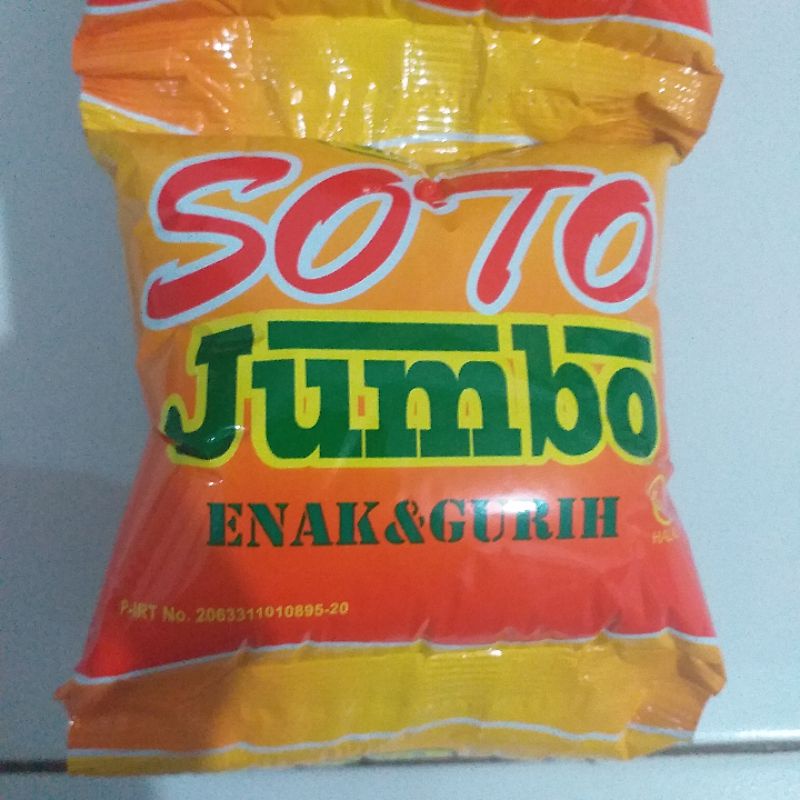 SOTO
Jumbo
ENAK&GURIH
P-IRT No. 2063311010895-20